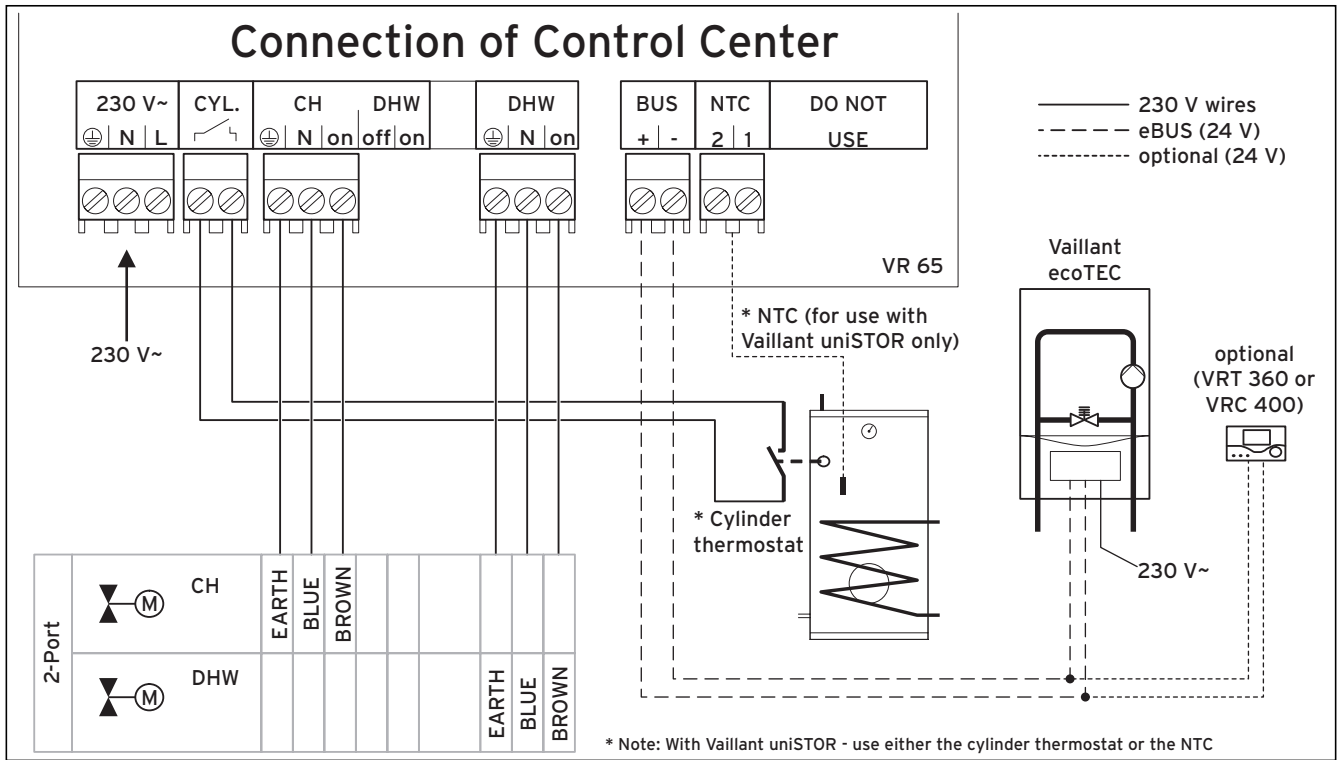 Connection of Control Center
230 V~ CYL. CH DHW DHW BUS NTC DO NOT
N L N on off on N on + - 2 1 USE
230 V wires
eBUS (24 V)
optional (24 V)
VR 65
230 V~
* NTC (for use with
Vaillant uniSTOR only)
Vaillant
ecoTEC
optional
(VRT 360 or
VRC 400)
* Cylinder
thermostat
230 V~
2-Port
M CH EARTH BLUE BROWN
M DHW EARTH BLUE BROWN
* Note: With Vaillant uniSTOR - use either the cylinder thermostat or the NTC